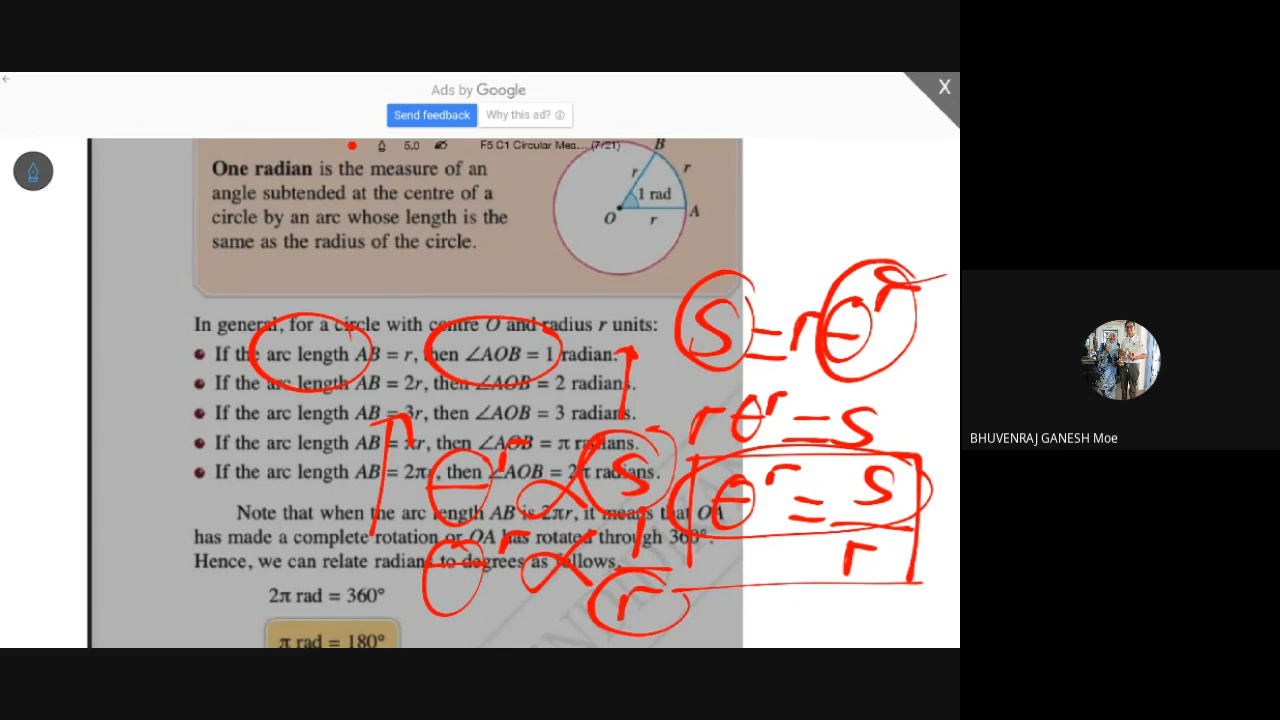 Ads by Google
Send feedback
Why this ad?
X
5.0
F5 C1 Circular Mea... (7/21)
One radian is the measure of an
angle subtended at the centre of a
circle by an arc whose length is the
same as the radius of the circle.
B
r
r
1 rad
O
r
A
In general, for a circle with centre O and radius r units:
If the arc length AB = r, then ∠AOB = 1 radian.
If the arc length AB = 2r, then ∠AOB = 2 radians.
If the arc length AB = 3r, then ∠AOB = 3 radians.
If the arc length AB = πr, then ∠AOB = π radians.
If the arc length AB = 2πr, then ∠AOB = 2π radians.
Note that when the arc length AB is 2πr, it means that OA
has made a complete rotation or OA has rotated through 360°.
Hence, we can relate radians to degrees as follows.
2π rad = 360°
π rad = 180°
S = rθʳ
rθʳ = S
θʳ = S/r
θʳ ∝ S
θʳ ∝ 1/r
BHUVENRAJ GANESH Moe